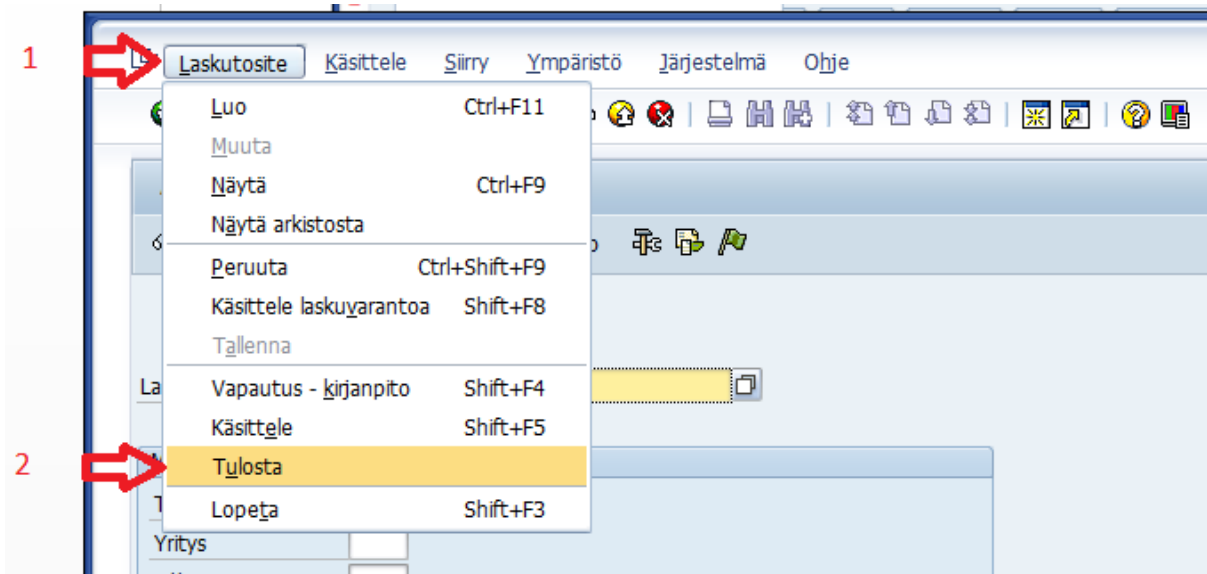 1
Laskutosite Käsittele Siirry Ympäristö Järjestelmä Ohje
Luo Ctrl+F11
Muuta
Näytä Ctrl+F9
Näytä arkistosta
Peruuta Ctrl+Shift+F9
Käsittele laskuvarantoa Shift+F8
Tallenna
La
Vapautus - kirjanpito Shift+F4
Käsittele Shift+F5
2
Tulosta
Lopeta Shift+F3
Yritys